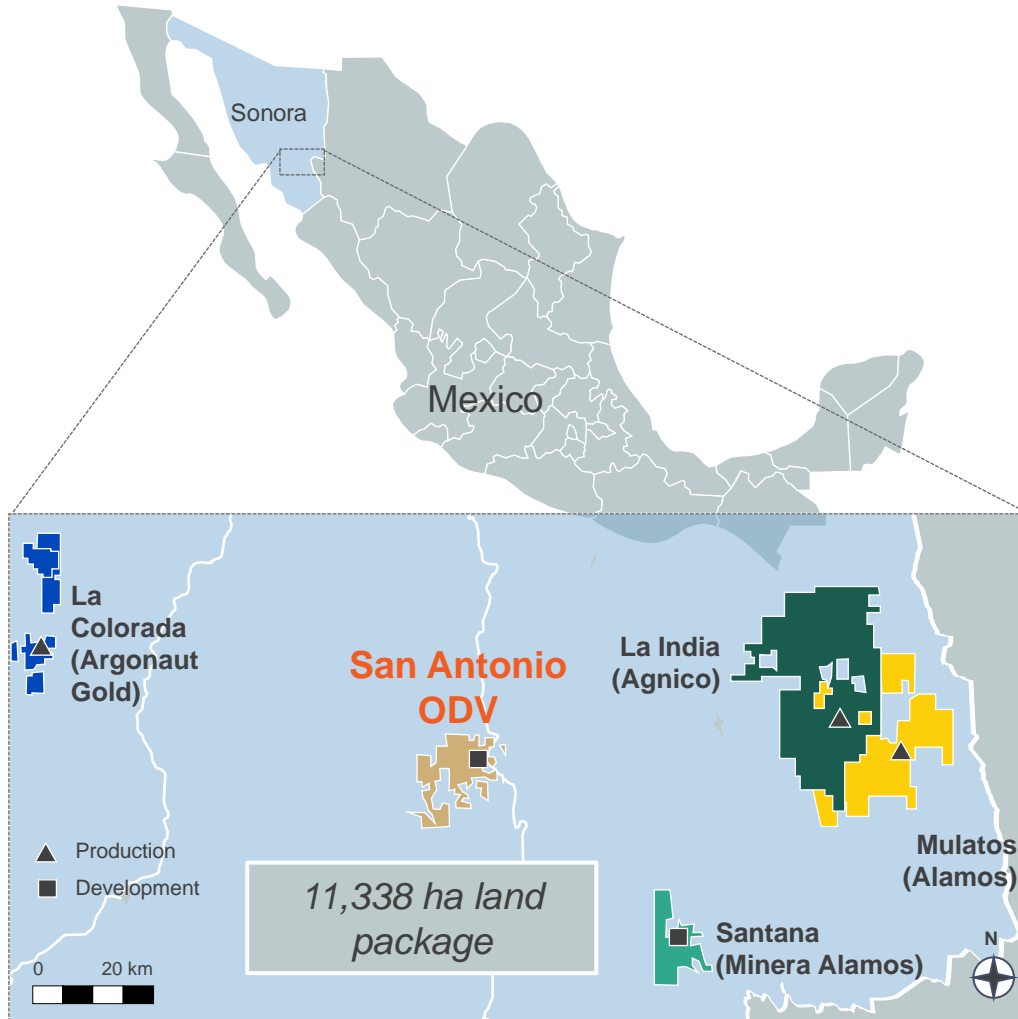 Sonora
Mexico
La
Colorada
(Argonaut
Gold)
San Antonio
ODV
La India
(Agnico)
Mulatos
(Alamos)
Production
Development
11,338 ha land
package
Santana
(Minera Alamos)
N
0 20 km